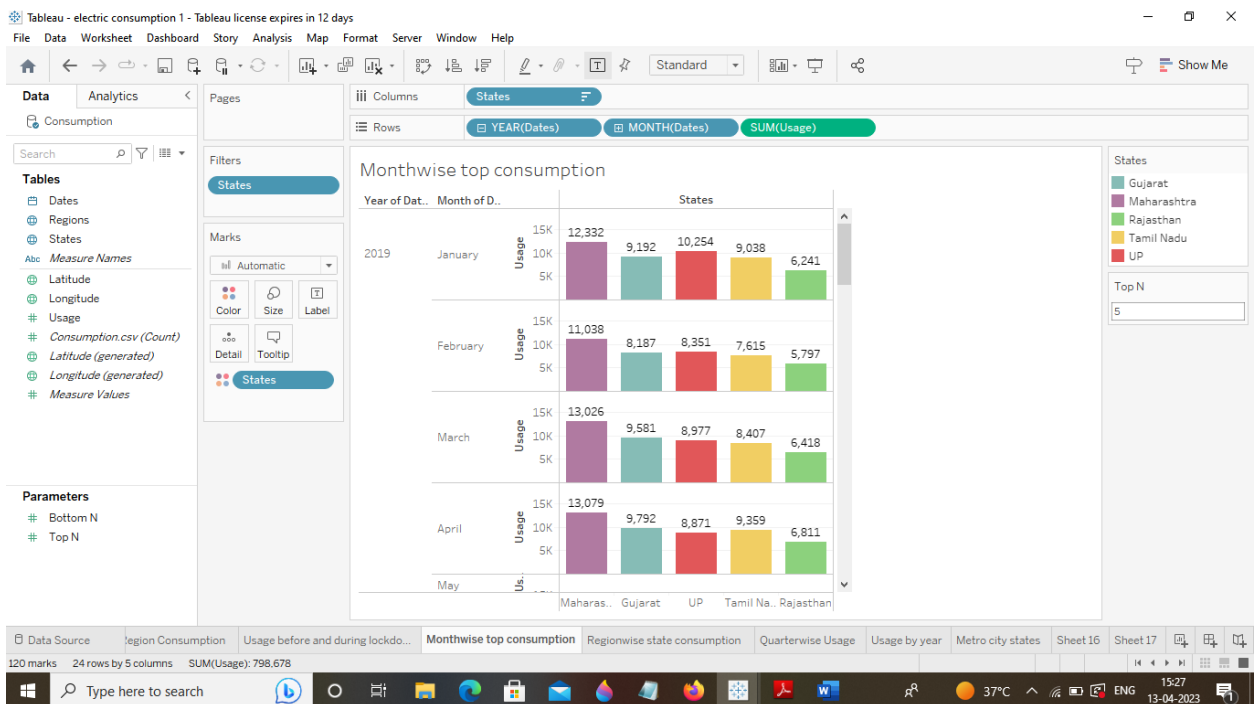 Tableau - electric consumption 1 - Tableau license expires in 12 days
File Data Worksheet Dashboard Story Analysis Map Format Server Window Help
Standard
Show Me
Data Analytics
Consumption
Search
Tables
Dates
Regions
States
Abc Measure Names
Latitude
Longitude
# Usage
# Consumption.csv (Count)
Latitude (generated)
Longitude (generated)
# Measure Values
Parameters
# Bottom N
# Top N
Pages
Filters
States
Marks
Automatic
Color Size Label
Detail Tooltip
States
Columns States
Rows YEAR(Dates) MONTH(Dates) SUM(Usage)
Monthwise top consumption
Year of Dat.. Month of D.. States
2019 January Usage 15K 10K 5K 12,332 9,192 10,254 9,038 6,241
February Usage 15K 10K 5K 11,038 8,187 8,351 7,615 5,797
March Usage 15K 10K 5K 13,026 9,581 8,977 8,407 6,418
April Usage 15K 10K 5K 13,079 9,792 8,871 9,359 6,811
May Us..
Maharas.. Gujarat UP Tamil Na.. Rajasthan
States
Gujarat
Maharashtra
Rajasthan
Tamil Nadu
UP
Top N
5
Data Source egion Consumption Usage before and during lockdo... Monthwise top consumption Regionwise state consumption Quarterwise Usage Usage by year Metro city states Sheet 16 Sheet 17
120 marks 24 rows by 5 columns SUM(Usage): 798.678
Type here to search
37°C ENG 15:27
13-04-2023